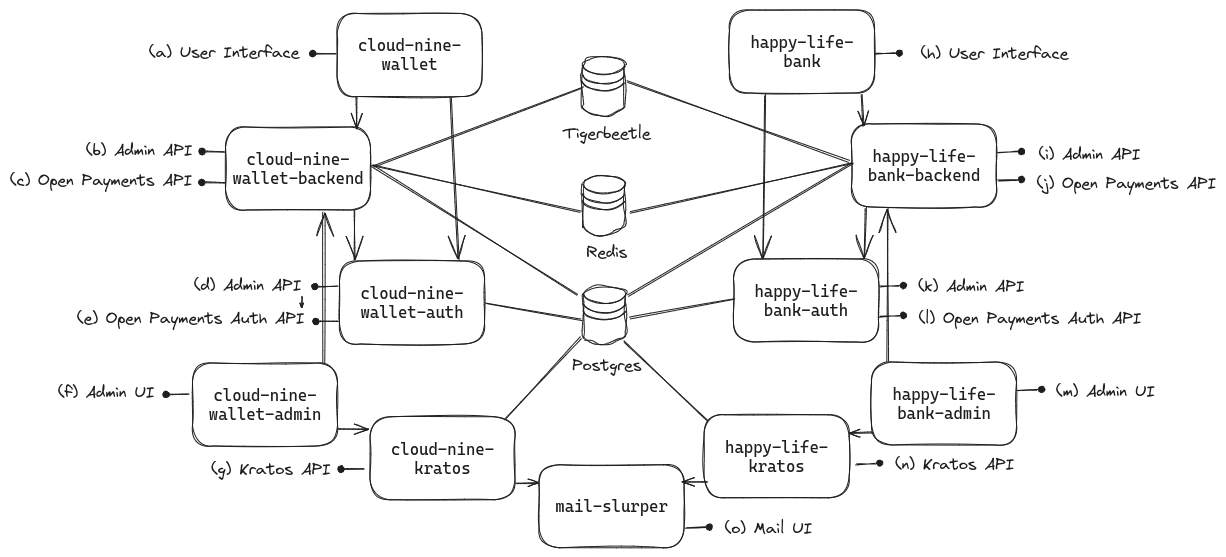 (a) User Interface
cloud-nine-
wallet
happy-life-
bank
(h) User Interface
Tigerbeetle
(b) Admin API
(c) Open Payments API
cloud-nine-
wallet-backend
happy-life-
bank-backend
(i) Admin API
(j) Open Payments API
Redis
(d) Admin API
(e) Open Payments Auth API
cloud-nine-
wallet-auth
happy-life-
bank-auth
(k) Admin API
(l) Open Payments Auth API
Postgres
(f) Admin UI
cloud-nine-
wallet-admin
happy-life-
bank-admin
(m) Admin UI
(g) Kratos API
cloud-nine-
kratos
happy-life-
kratos
(n) Kratos API
mail-slurper
(o) Mail UI